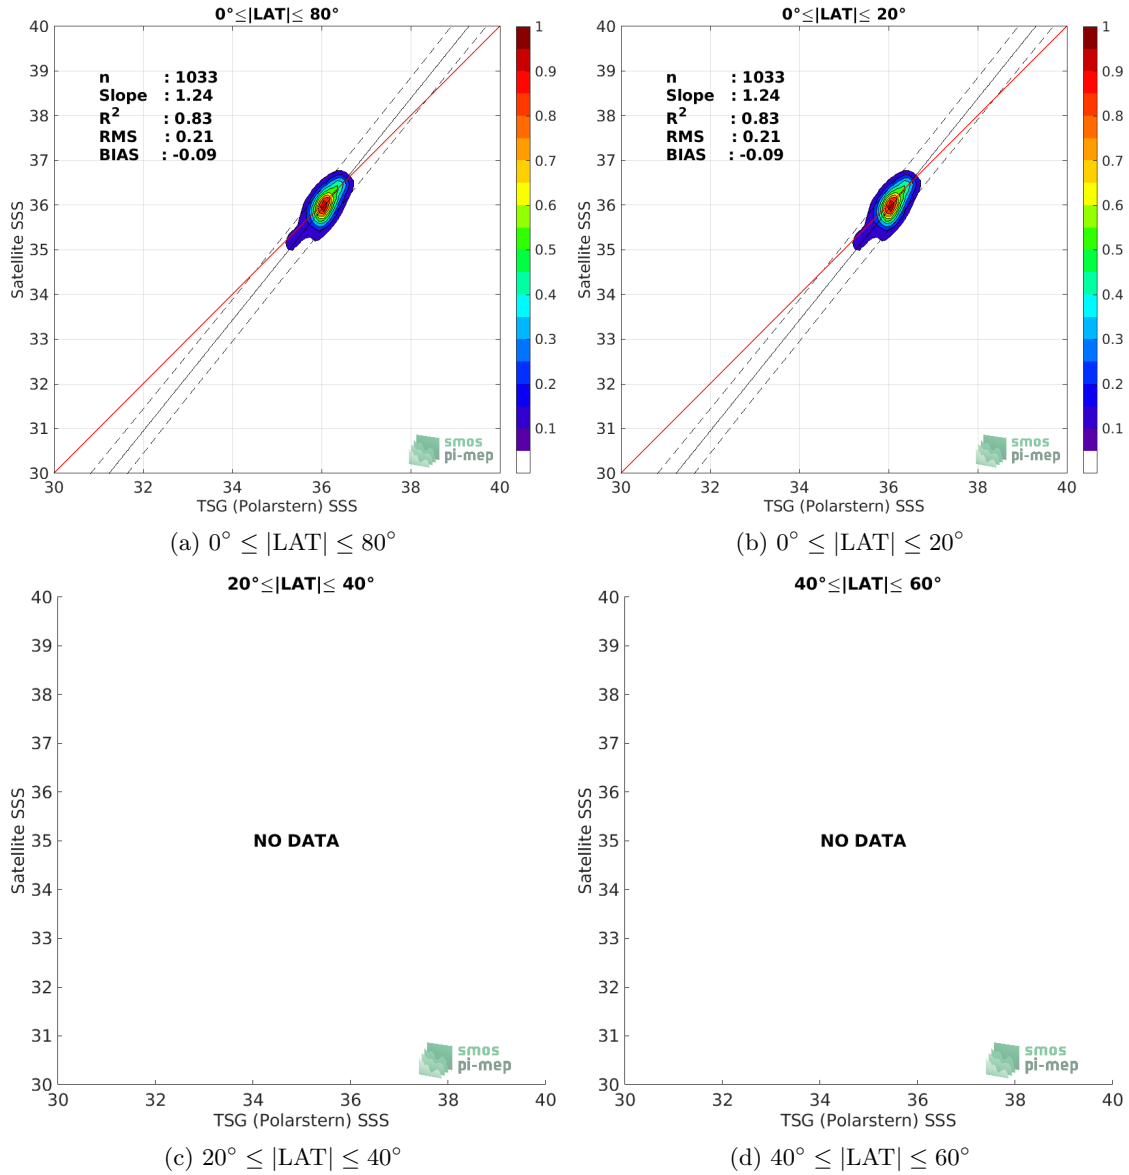 0°≤|LAT|≤ 80°
40
39
38
37
36
35
34
33
32
31
30
Satellite SSS
n : 1033
Slope : 1.24
R2 : 0.83
RMS : 0.21
BIAS : -0.09
smos
pi-mep
30 32 34 36 38 40
TSG (Polarstern) SSS
1
0.9
0.8
0.7
0.6
0.5
0.4
0.3
0.2
0.1
(a) 0° ≤ |LAT| ≤ 80°
0°≤|LAT|≤ 20°
40
39
38
37
36
35
34
33
32
31
30
Satellite SSS
n : 1033
Slope : 1.24
R2 : 0.83
RMS : 0.21
BIAS : -0.09
smos
pi-mep
30 32 34 36 38 40
TSG (Polarstern) SSS
1
0.9
0.8
0.7
0.6
0.5
0.4
0.3
0.2
0.1
(b) 0° ≤ |LAT| ≤ 20°
20°≤|LAT|≤ 40°
40
39
38
37
36
35
34
33
32
31
30
Satellite SSS
NO DATA
smos
pi-mep
30 32 34 36 38 40
TSG (Polarstern) SSS
(c) 20° ≤ |LAT| ≤ 40°
40°≤|LAT|≤ 60°
40
39
38
37
36
35
34
33
32
31
30
Satellite SSS
NO DATA
smos
pi-mep
30 32 34 36 38 40
TSG (Polarstern) SSS
(d) 40° ≤ |LAT| ≤ 60°